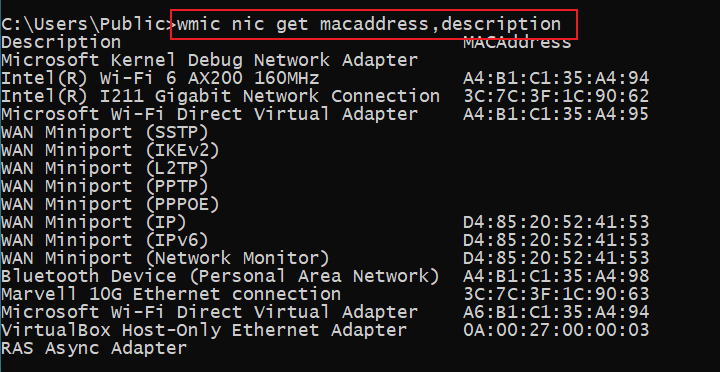 C:\Users\Public>wmic nic get macaddress,description
Description MACAddress
Microsoft Kernel Debug Network Adapter
Intel(R) Wi-Fi 6 AX200 160MHz A4:B1:C1:35:A4:94
Intel(R) I211 Gigabit Network Connection 3C:7C:3F:1C:90:62
Microsoft Wi-Fi Direct Virtual Adapter A4:B1:C1:35:A4:95
WAN Miniport (SSTP)
WAN Miniport (IKEv2)
WAN Miniport (L2TP)
WAN Miniport (PPTP)
WAN Miniport (PPPOE)
WAN Miniport (IP) D4:85:20:52:41:53
WAN Miniport (IPv6) D4:85:20:52:41:53
WAN Miniport (Network Monitor) D4:85:20:52:41:53
Bluetooth Device (Personal Area Network) A4:B1:C1:35:A4:98
Marvell 10G Ethernet connection 3C:7C:3F:1C:90:63
Microsoft Wi-Fi Direct Virtual Adapter A6:B1:C1:35:A4:94
VirtualBox Host-Only Ethernet Adapter 0A:00:27:00:00:03
RAS Async Adapter